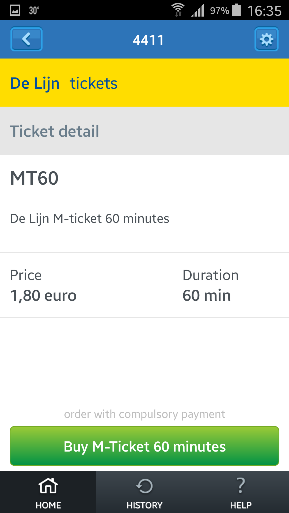 30° 97% 16:35
4411
De Lijn tickets
Ticket detail
MT60
De Lijn M-ticket 60 minutes
Price Duration
1,80 euro 60 min
order with compulsory payment
Buy M-Ticket 60 minutes
HOME HISTORY HELP